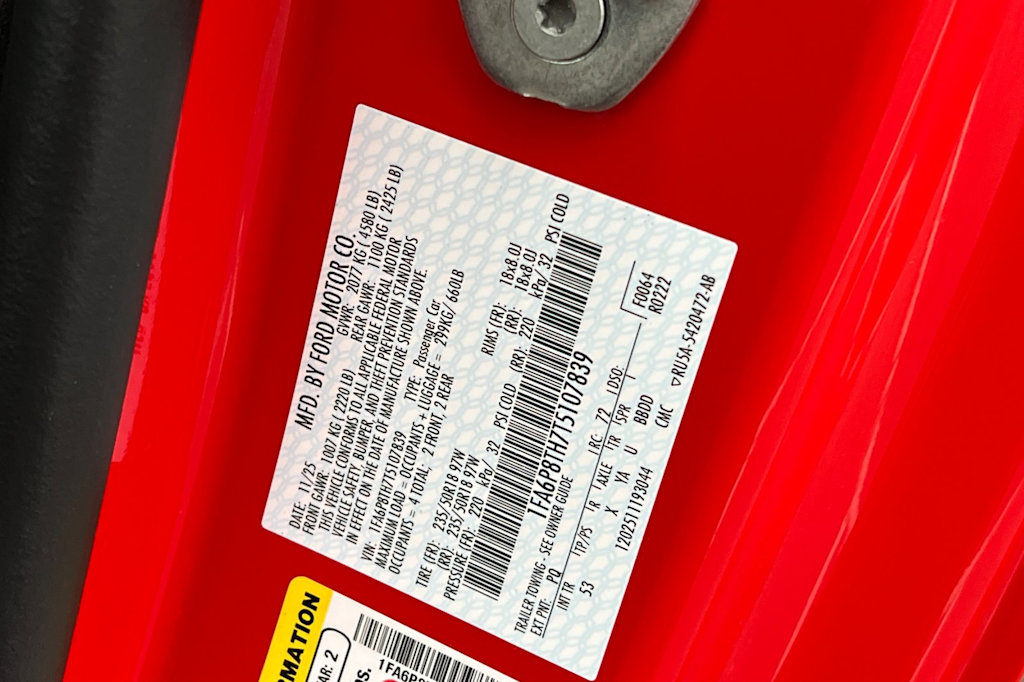 MFD. BY FORD MOTOR CO.
DATE: 11/25 GVWR: 2077 KG ( 4580 LB)
FRONT GAWR: 1007 KG ( 2220 LB) REAR GAWR: 1100 KG ( 2425 LB)
THIS VEHICLE CONFORMS TO ALL APPLICABLE FEDERAL MOTOR
VEHICLE SAFETY, BUMPER, AND THEFT PREVENTION STANDARDS
IN EFFECT ON THE DATE OF MANUFACTURE SHOWN ABOVE.
VIN: 1FA6P8TH7T5107839 TYPE: Passenger Car
MAXIMUM LOAD = OCCUPANTS + LUGGAGE = 299KG/ 660LB
OCCUPANTS = 4 TOTAL; 2 FRONT, 2 REAR
TIRE (FR): 235/50R18 97W RIMS (FR): 18x8.0J
(RR): 235/50R18 97W (RR): 18x8.0J
PRESSURE (FR): 220 kPa/ 32 PSI COLD (RR): 220 kPa/ 32 PSI COLD
1FA6P8TH7T5107839
TRAILER TOWING - SEE OWNER GUIDE
EXT PNT: PQ RC: 72 DSO: F0064
R0222
INT TR TP/PS R AXLE TR SPR
53 X YA U I
BBDD
1202511193044 CMC
▽RU5A-5420472-AB